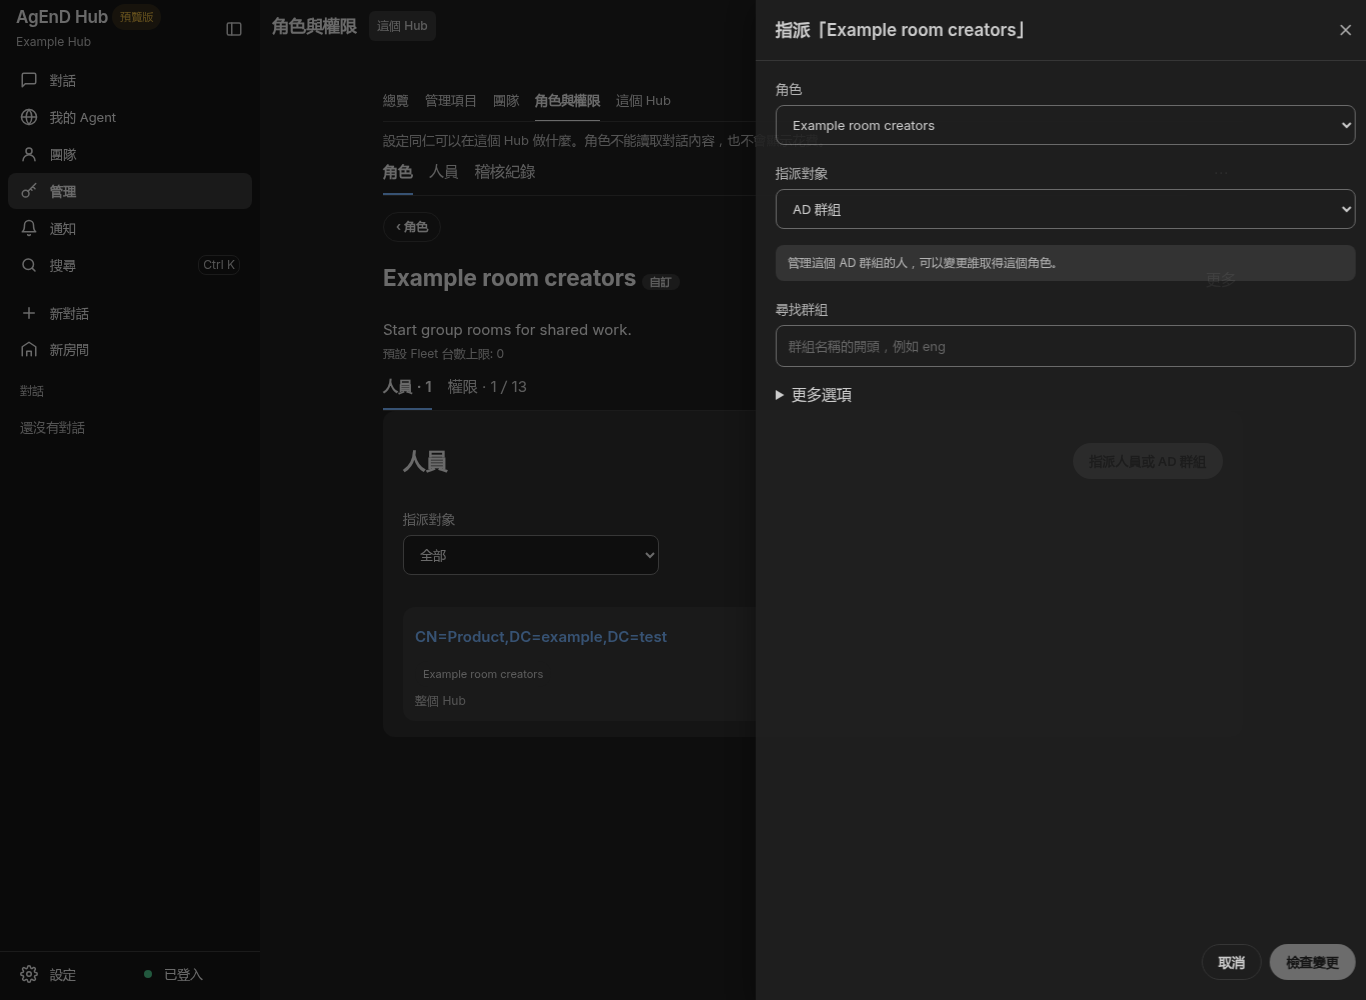 AgEnD Hub 預覽版
Example Hub
對話
我的 Agent
團隊
管理
通知
搜尋 Ctrl K
新對話
新房間
對話
還沒有對話
設定 已登入
角色與權限 這個 Hub
總覽 管理項目 團隊 角色與權限 這個 Hub
設定同仁可以在這個 Hub 做什麼。角色不能讀取對話內容，也不會
角色 人員 稽核紀錄
‹ 角色
Example room creators 自訂
Start group rooms for shared work.
預設 Fleet 台數上限: 0
人員 · 1 權限 · 1 / 13
人員
指派人員或 AD 群組
指派對象
全部
CN=Product,DC=example,DC=test
Example room creators
整個 Hub
指派「Example room creators」
角色
Example room creators
指派對象
AD 群組
管理這個 AD 群組的人，可以變更誰取得這個角色。
更多
尋找群組
群組名稱的開頭，例如 eng
更多選項
取消 檢查變更